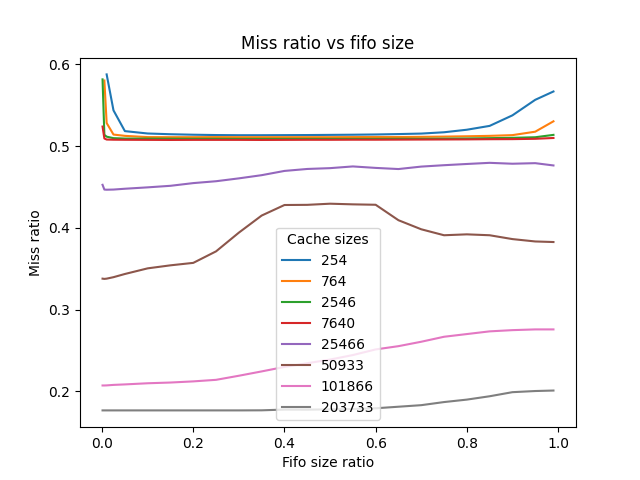 Miss ratio vs fifo size
0.6
0.5
0.4
0.3
0.2
Miss ratio
Cache sizes
254
764
2546
7640
25466
50933
101866
203733
0.0 0.2 0.4 0.6 0.8 1.0
Fifo size ratio